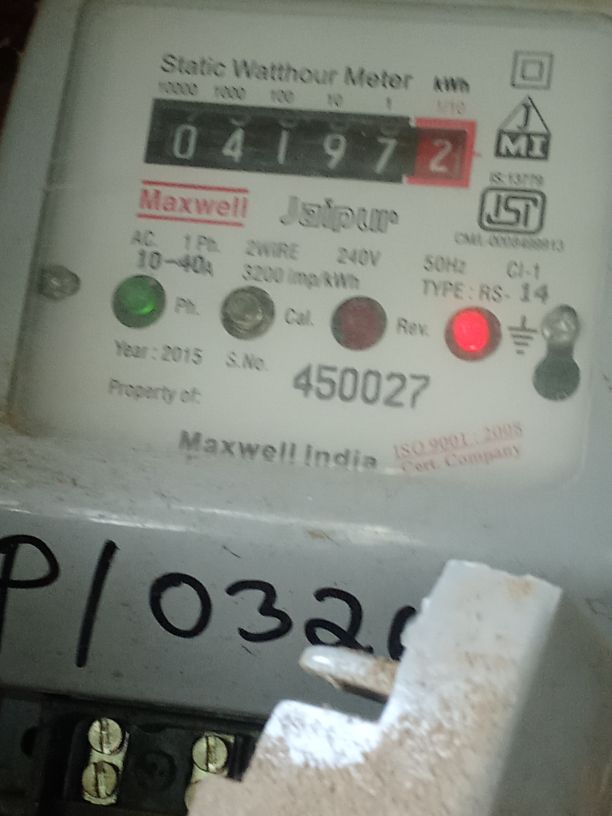 Static Watthour Meter kWh
10000 1000 100 10 1 1/10
0 4 1 9 7 2
J
MI
IS:13779
Maxwell Jaipur
ISI
AC. 1 Ph. 2WIRE 240V 50Hz Cl-1
10-40A 3200 imp/kWh TYPE : RS- 14
Ph. Cal. Rev.
Year : 2015 S.No. 450027
Property of:
Maxwell India
ISO 9001 : 2008
Cert. Company
P/032